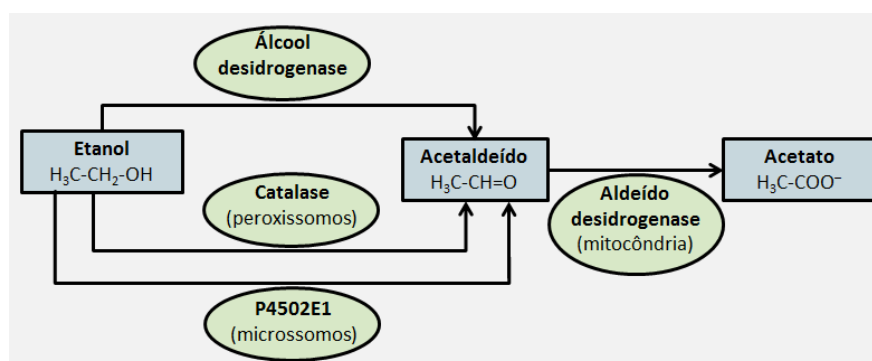 Álcool
desidrogenase
Etanol
H₃C-CH₂-OH
Acetaldeído
H₃C-CH=O
Acetato
H₃C-COO⁻
Catalase
(peroxissomos)
Aldeído
desidrogenase
(mitocôndria)
P4502E1
(microssomos)